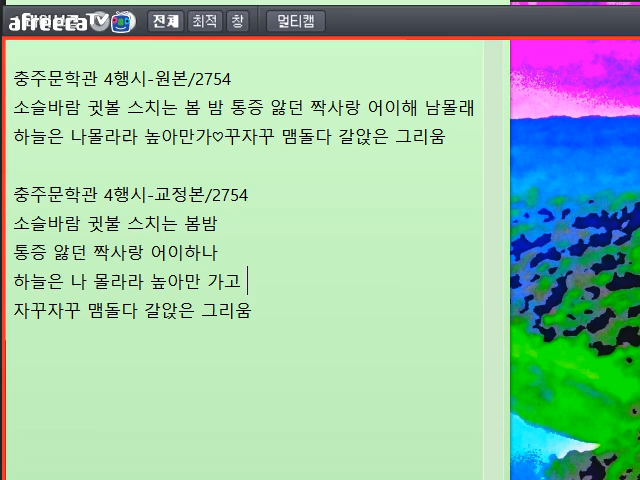 afreeca TV
전체 최적 창 멀티캠
충주문학관 4행시-원본/2754
소슬바람 귓볼 스치는 봄 밤 통증 앓던 짝사랑 어이해 남몰래
하늘은 나몰라라 높아만가♡꾸자꾸 맴돌다 갈앉은 그리움
충주문학관 4행시-교정본/2754
소슬바람 귓불 스치는 봄밤
통증 앓던 짝사랑 어이하나
하늘은 나 몰라라 높아만 가고
자꾸자꾸 맴돌다 갈앉은 그리움